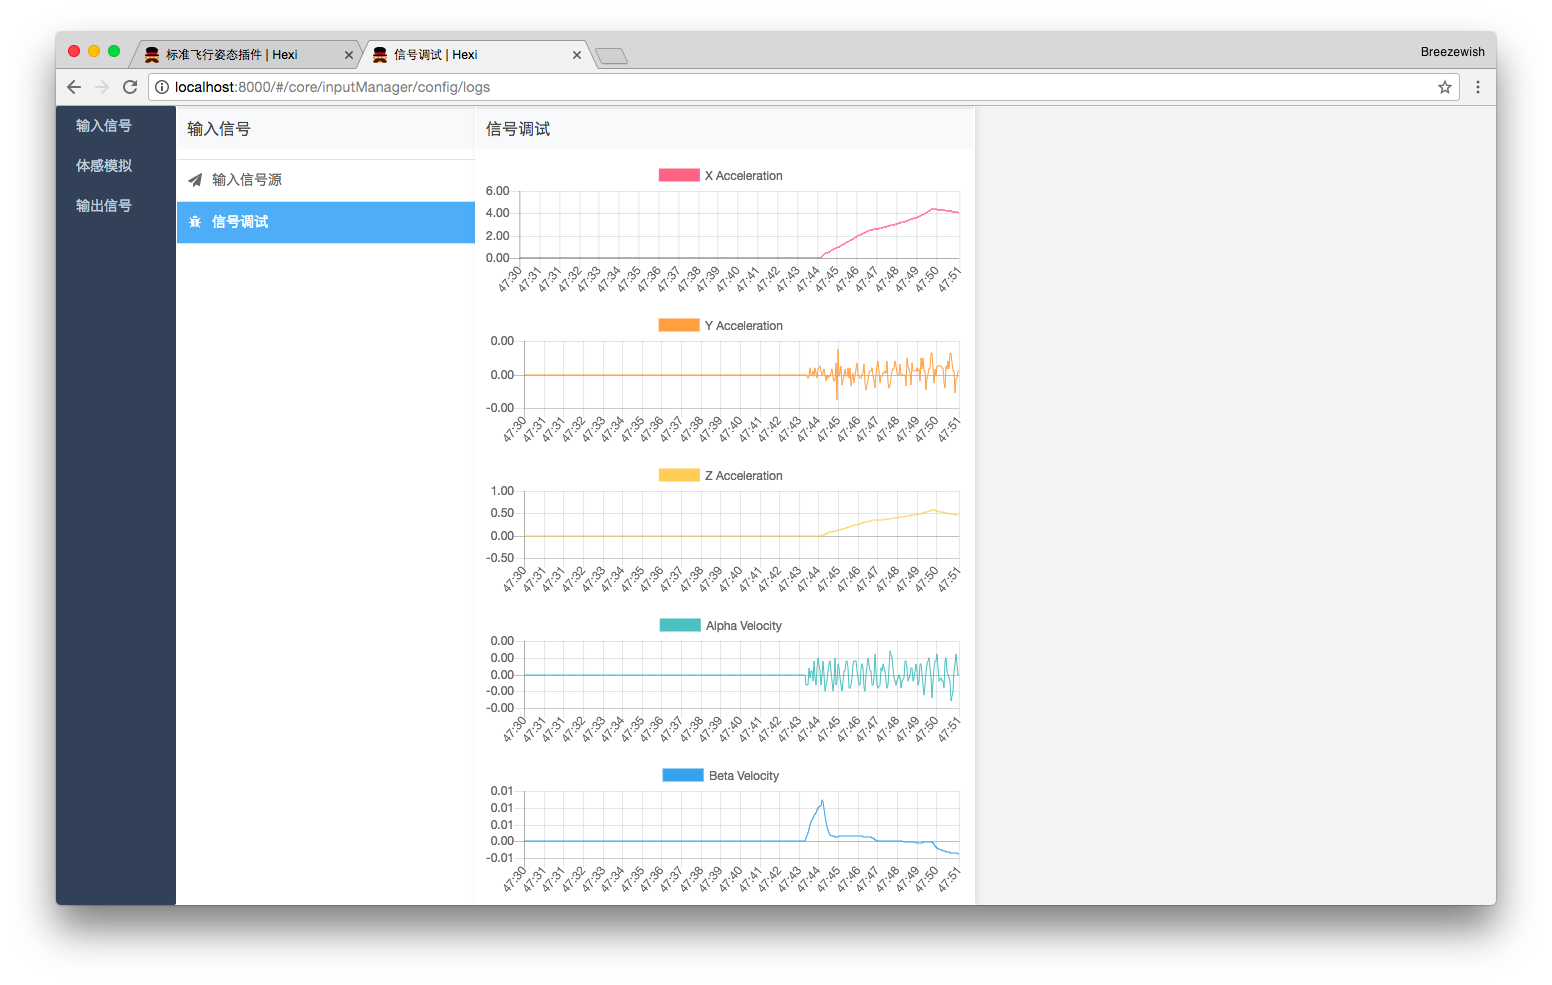 标准飞行姿态插件 | Hexi
信号调试 | Hexi
Breezewish
localhost:8000/#/core/inputManager/config/logs
输入信号
体感模拟
输出信号
输入信号
输入信号源
信号调试
信号调试
X Acceleration
6.00
4.00
2.00
0.00
47:30 47:31 47:31 47:32 47:33 47:34 47:35 47:36 47:37 47:38 47:39 47:40 47:41 47:42 47:43 47:44 47:45 47:46 47:47 47:48 47:49 47:50 47:51
Y Acceleration
0.00
0.00
-0.00
47:30 47:31 47:31 47:32 47:33 47:34 47:35 47:36 47:37 47:38 47:39 47:40 47:41 47:42 47:43 47:44 47:45 47:46 47:47 47:48 47:49 47:50 47:51
Z Acceleration
1.00
0.50
0.00
-0.50
47:30 47:31 47:31 47:32 47:33 47:34 47:35 47:36 47:37 47:38 47:39 47:40 47:41 47:42 47:43 47:44 47:45 47:46 47:47 47:48 47:49 47:50 47:51
Alpha Velocity
0.00
0.00
0.00
-0.00
-0.00
47:30 47:31 47:31 47:32 47:33 47:34 47:35 47:36 47:37 47:38 47:39 47:40 47:41 47:42 47:43 47:44 47:45 47:46 47:47 47:48 47:49 47:50 47:51
Beta Velocity
0.01
0.01
0.01
0.00
-0.01
47:30 47:31 47:31 47:32 47:33 47:34 47:35 47:36 47:37 47:38 47:39 47:40 47:41 47:42 47:43 47:44 47:45 47:46 47:47 47:48 47:49 47:50 47:51